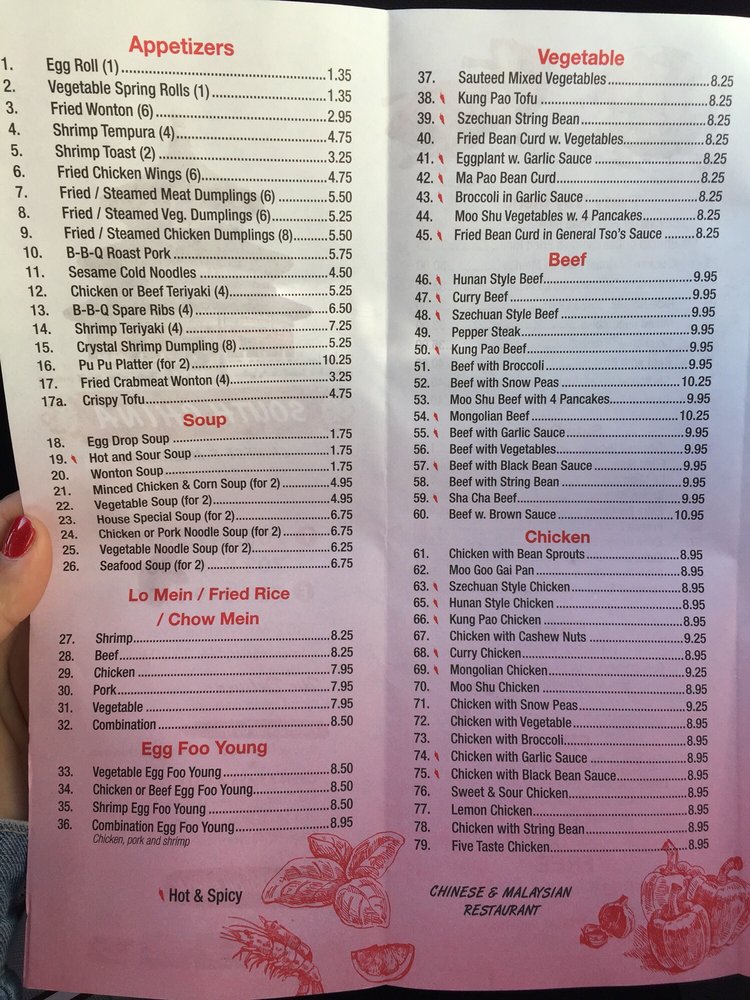 Appetizers
1. Egg Roll (1) 1.35
2. Vegetable Spring Rolls (1) 1.35
3. Fried Wonton (6) 2.95
4. Shrimp Tempura (4) 4.75
5. Shrimp Toast (2) 3.25
6. Fried Chicken Wings (6) 4.75
7. Fried / Steamed Meat Dumplings (6) 5.50
8. Fried / Steamed Veg. Dumplings (6) 5.25
9. Fried / Steamed Chicken Dumplings (8) 5.50
10. B-B-Q Roast Pork 5.75
11. Sesame Cold Noodles 4.50
12. Chicken or Beef Teriyaki (4) 5.25
13. B-B-Q Spare Ribs (4) 6.50
14. Shrimp Teriyaki (4) 7.25
15. Crystal Shrimp Dumpling (8) 5.25
16. Pu Pu Platter (for 2) 10.25
17. Fried Crabmeat Wonton (4) 3.25
17a. Crispy Tofu 4.75
Soup
18. Egg Drop Soup 1.75
19. Hot and Sour Soup 1.75
20. Wonton Soup 1.75
21. Minced Chicken & Corn Soup (for 2) 4.95
22. Vegetable Soup (for 2) 4.95
23. House Special Soup (for 2) 6.75
24. Chicken or Pork Noodle Soup (for 2) 6.75
25. Vegetable Noodle Soup (for 2) 6.25
26. Seafood Soup (for 2) 6.75
Lo Mein / Fried Rice
/ Chow Mein
27. Shrimp 8.25
28. Beef 8.25
29. Chicken 7.95
30. Pork 7.95
31. Vegetable 7.95
32. Combination 8.50
Egg Foo Young
33. Vegetable Egg Foo Young 8.50
34. Chicken or Beef Egg Foo Young 8.50
35. Shrimp Egg Foo Young 8.50
36. Combination Egg Foo Young 8.95
Chicken, pork and shrimp
Hot & Spicy
Vegetable
37. Sauteed Mixed Vegetables 8.25
38. Kung Pao Tofu 8.25
39. Szechuan String Bean 8.25
40. Fried Bean Curd w. Vegetables 8.25
41. Eggplant w. Garlic Sauce 8.25
42. Ma Pao Bean Curd 8.25
43. Broccoli in Garlic Sauce 8.25
44. Moo Shu Vegetables w. 4 Pancakes 8.25
45. Fried Bean Curd in General Tso's Sauce 8.25
Beef
46. Hunan Style Beef 9.95
47. Curry Beef 9.95
48. Szechuan Style Beef 9.95
49. Pepper Steak 9.95
50. Kung Pao Beef 9.95
51. Beef with Broccoli 9.95
52. Beef with Snow Peas 10.25
53. Moo Shu Beef with 4 Pancakes 9.95
54. Mongolian Beef 10.25
55. Beef with Garlic Sauce 9.95
56. Beef with Vegetables 9.95
57. Beef with Black Bean Sauce 9.95
58. Beef with String Bean 9.95
59. Sha Cha Beef 9.95
60. Beef w. Brown Sauce 10.95
Chicken
61. Chicken with Bean Sprouts 8.95
62. Moo Goo Gai Pan 8.95
63. Szechuan Style Chicken 8.95
65. Hunan Style Chicken 8.95
66. Kung Pao Chicken 8.95
67. Chicken with Cashew Nuts 9.25
68. Curry Chicken 8.95
69. Mongolian Chicken 9.25
70. Moo Shu Chicken 8.95
71. Chicken with Snow Peas 9.25
72. Chicken with Vegetable 8.95
73. Chicken with Broccoli 8.95
74. Chicken with Garlic Sauce 8.95
75. Chicken with Black Bean Sauce 8.95
76. Sweet & Sour Chicken 8.95
77. Lemon Chicken 8.95
78. Chicken with String Bean 8.95
79. Five Taste Chicken 8.95
CHINESE & MALAYSIAN
RESTAURANT